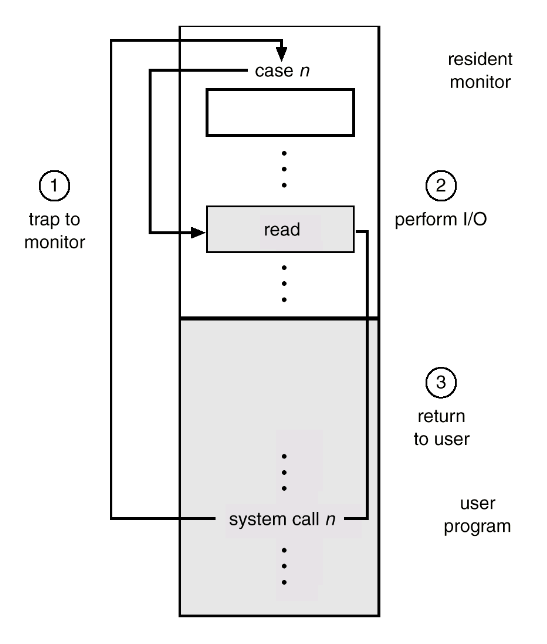 case n
resident
monitor
1
trap to
monitor
2
perform I/O
read
3
return
to user
system call n
user
program